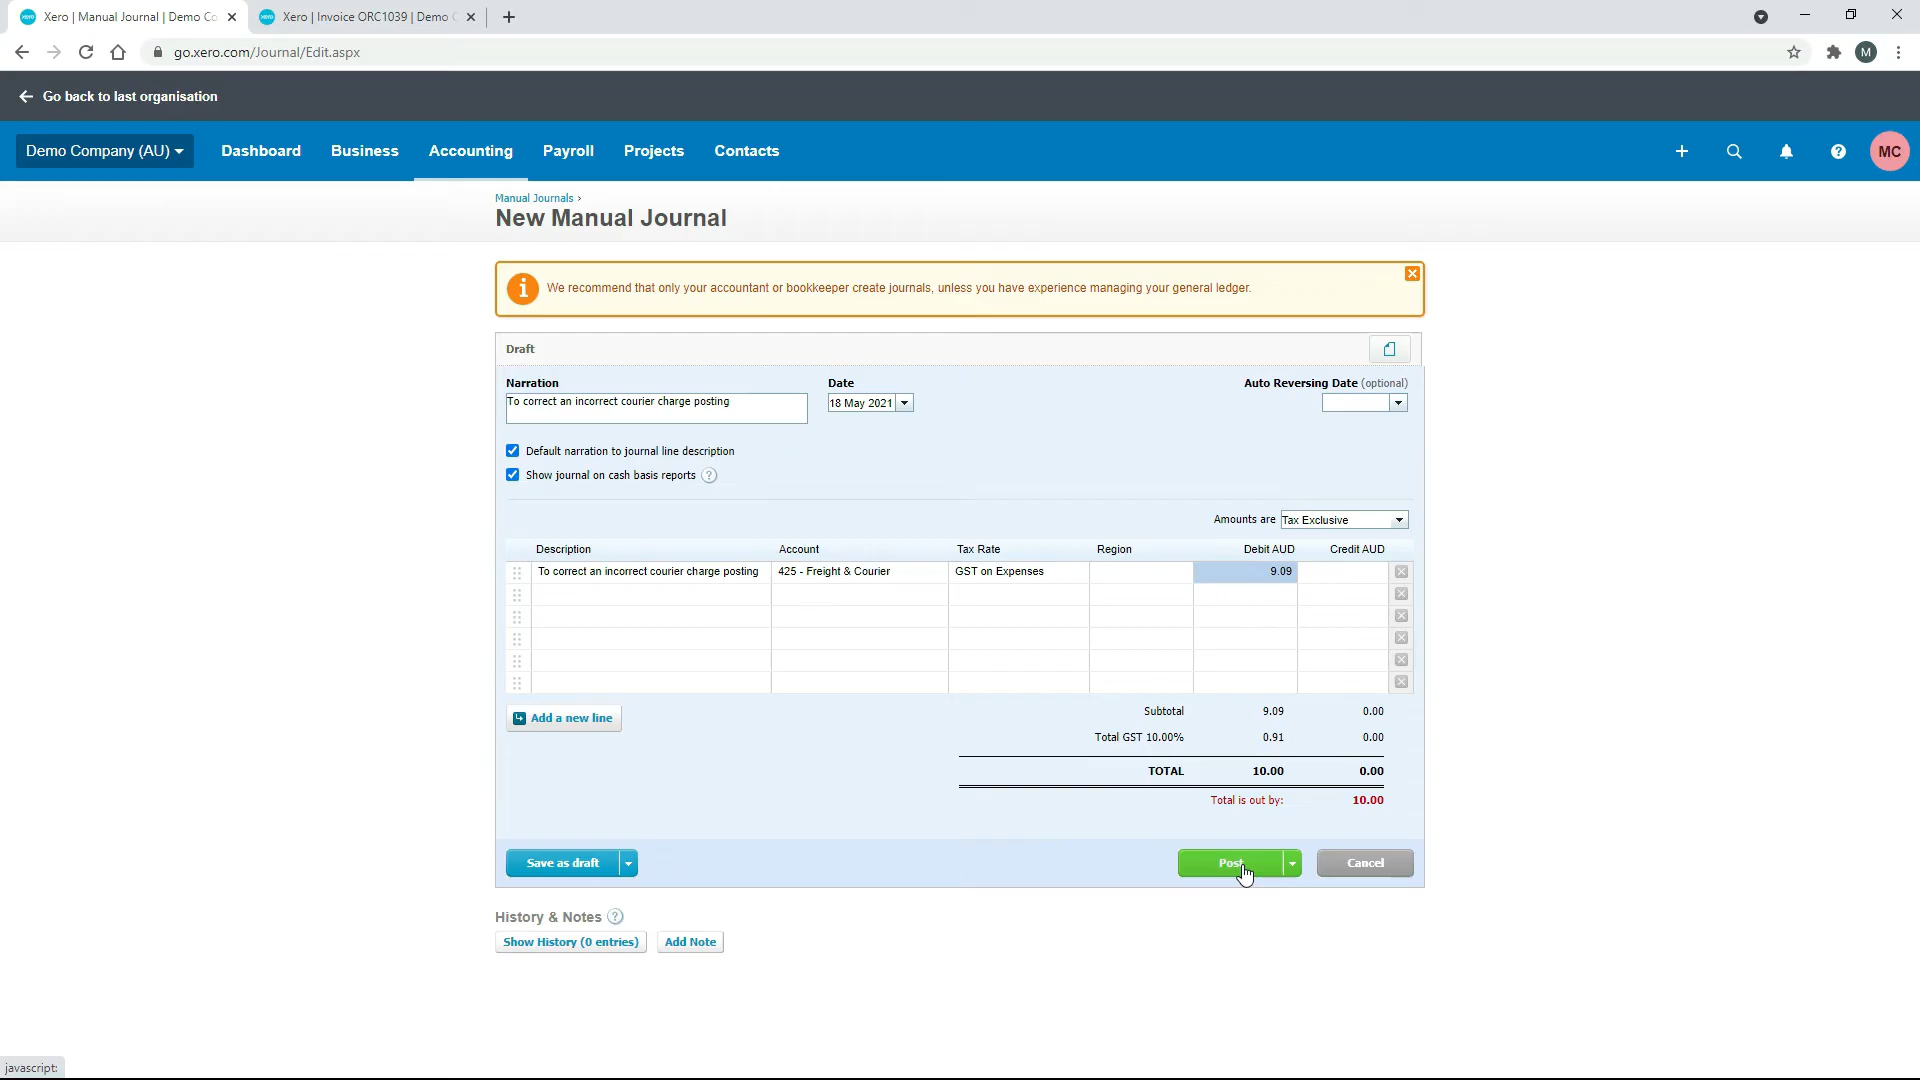 Xero | Manual Journal | Demo Co
Xero | Invoice ORC1039 | Demo C
go.xero.com/Journal/Edit.aspx
M
Go back to last organisation
Demo Company (AU)
Dashboard
Business
Accounting
Payroll
Projects
Contacts
MC
Manual Journals ›
New Manual Journal
We recommend that only your accountant or bookkeeper create journals, unless you have experience managing your general ledger.
Draft
Narration
Date
Auto Reversing Date (optional)
To correct an incorrect courier charge posting
18 May 2021
Default narration to journal line description
Show journal on cash basis reports ?
Amounts are Tax Exclusive
Description Account Tax Rate Region Debit AUD Credit AUD
To correct an incorrect courier charge posting 425 - Freight & Courier GST on Expenses 9.09
Add a new line
Subtotal 9.09 0.00
Total GST 10.00% 0.91 0.00
TOTAL 10.00 0.00
Total is out by: 10.00
Save as draft
Post
Cancel
History & Notes ?
Show History (0 entries)
Add Note
javascript: